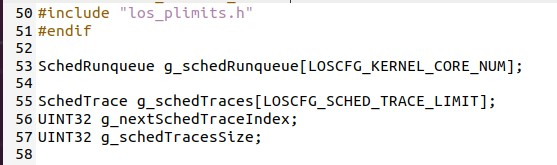 50 #include "los_plimits.h"
51 #endif
52
53 SchedRunqueue g_schedRunqueue[LOSCFG_KERNEL_CORE_NUM];
54
55 SchedTrace g_schedTraces[LOSCFG_SCHED_TRACE_LIMIT];
56 UINT32 g_nextSchedTraceIndex;
57 UINT32 g_schedTracesSize;
58